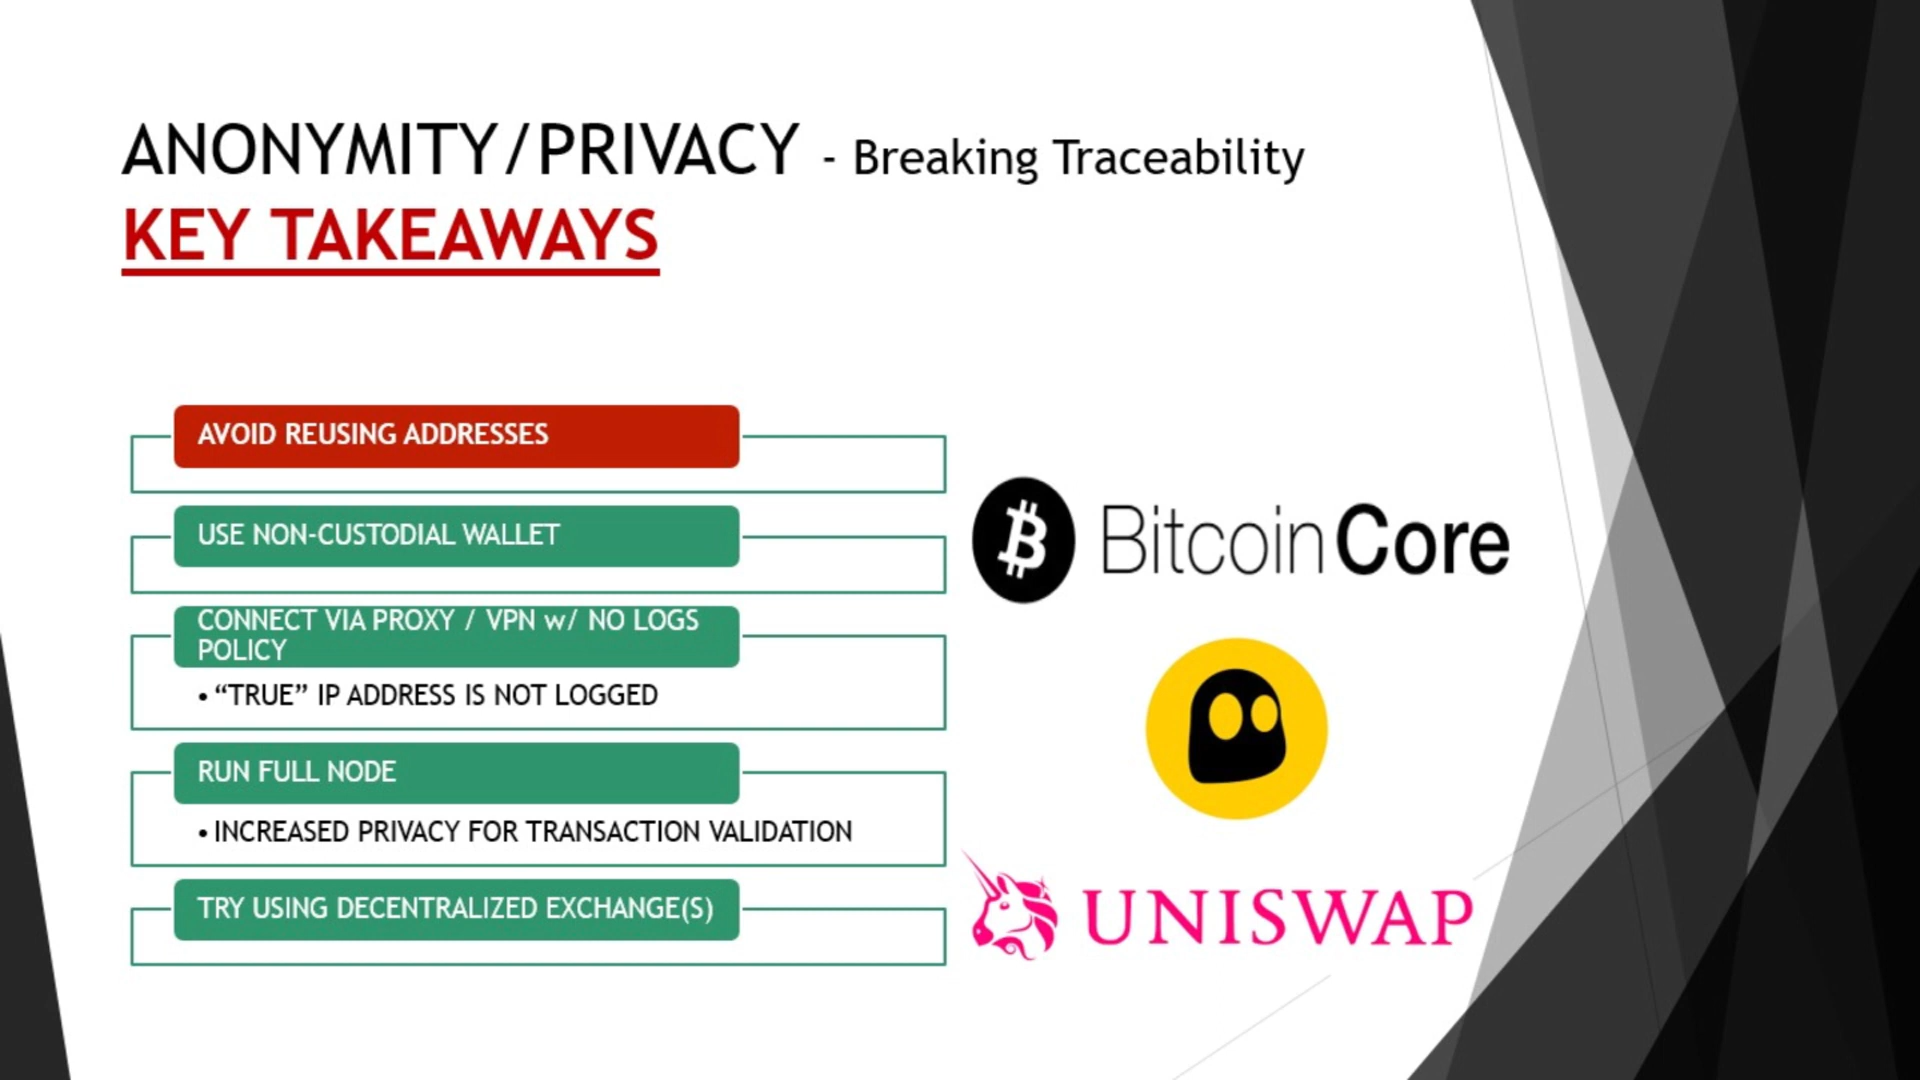 ANONYMITY/PRIVACY - Breaking Traceability
KEY TAKEAWAYS
AVOID REUSING ADDRESSES
USE NON-CUSTODIAL WALLET
CONNECT VIA PROXY / VPN w/ NO LOGS
POLICY
• “TRUE” IP ADDRESS IS NOT LOGGED
RUN FULL NODE
• INCREASED PRIVACY FOR TRANSACTION VALIDATION
TRY USING DECENTRALIZED EXCHANGE(S)
BitcoinCore
UNISWAP